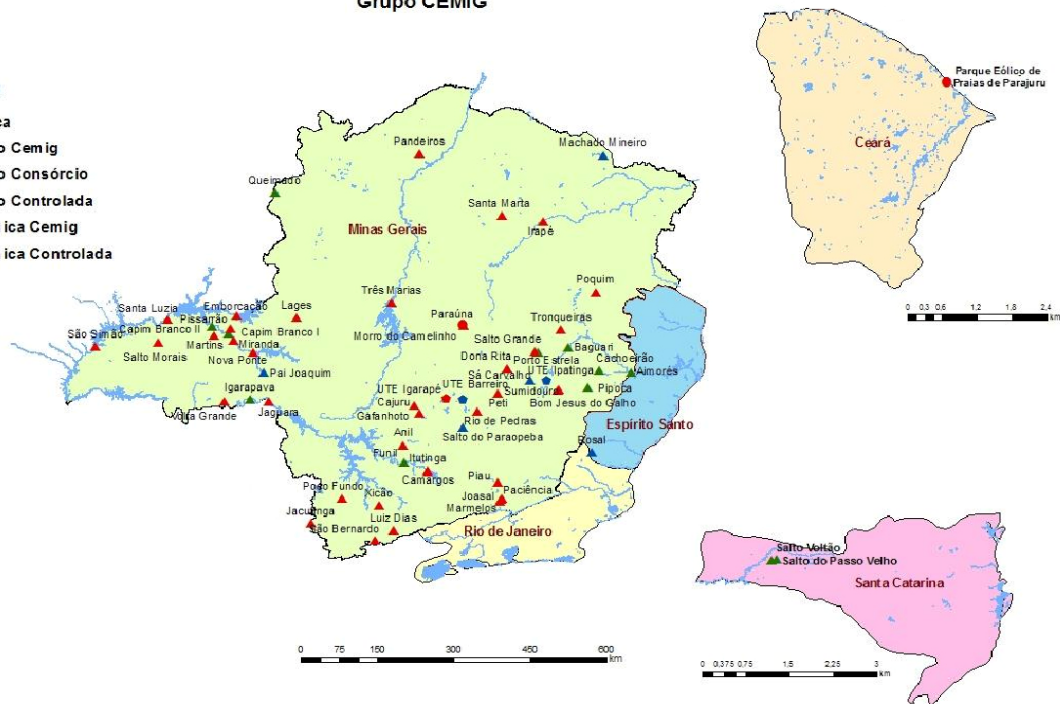 Grupo CEMIG
Cemig
Consórcio
Controlada
Cemig
Controlada
Parque Eólico de
Praias de Parajuru
Ceará
0 0.3 0.6 1.2 1.8 2.4
km
Pandeiros
Machado Mineiro
Queimado
Santa Marta
Irapé
Minas Gerais
Três Marias
Poquim
Santa Luzia
Emborcação
Lages
Pissarrão
Capim Branco II
Capim Branco I
São Simão
Martins
Miranda
Salto Morais
Nova Ponte
Pai Joaquim
Igarapava
Volta Grande
Jaguara
Paraúna
Morro do Camelinho
Tronqueiras
Salto Grande
Baguari
Dona Rita
Porto Estrela
Cachoeirão
Sá Carvalho
UTE Ipatinga
Aimorés
UTE Igarapé
UTE Barreiro
Sumidouro
Pipoca
Cajuru
Peti
Bom Jesus do Galho
Gafanhoto
Rio de Pedras
Salto do Paraopeba
Espírito Santo
Anil
Rosal
Funil
Itutinga
Camargos
Piau
Poço Fundo
Xicão
Joasal
Paciência
Marmelos
Jacutinga
Luiz Dias
São Bernardo
Rio de Janeiro
0 75 150 300 450 600
km
Salto Voltão
Salto do Passo Velho
Santa Catarina
0 0.375 0.75 1.5 2.25 3
km